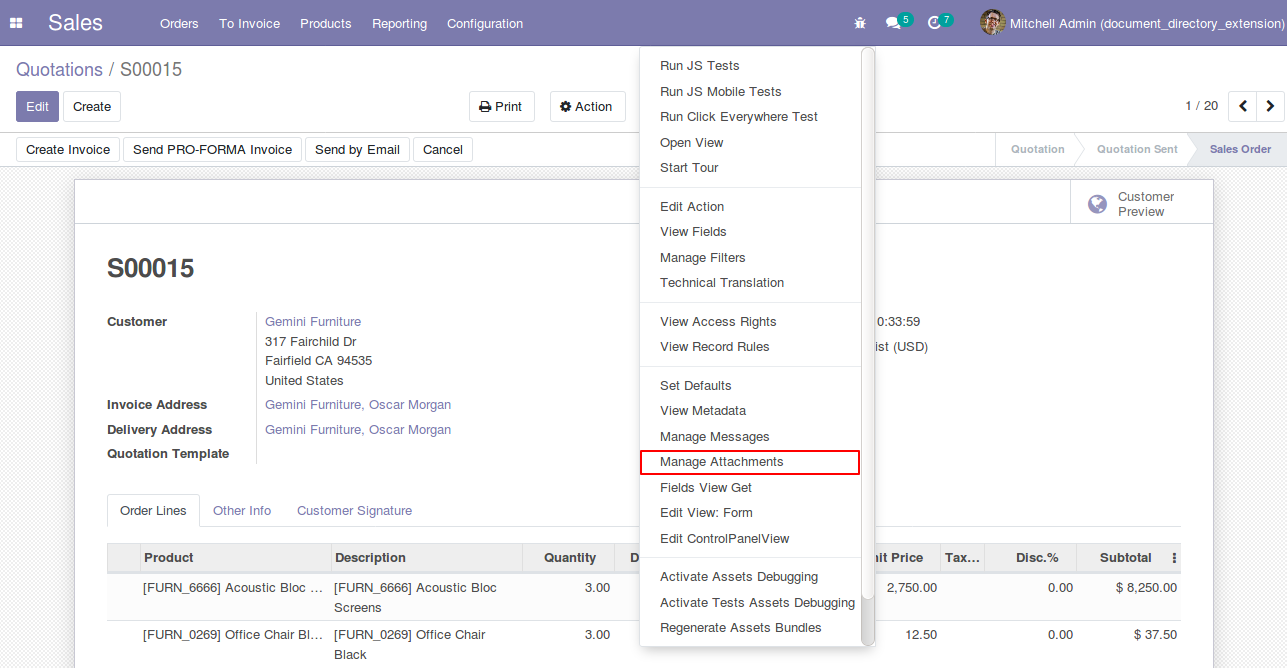 Sales Orders To Invoice Products Reporting Configuration 5 7 Mitchell Admin (document_directory_extension)
Quotations / S00015
Edit Create Print Action 1 / 20
Create Invoice Send PRO-FORMA Invoice Send by Email Cancel Quotation Quotation Sent Sales Order
Run JS Tests
Run JS Mobile Tests
Run Click Everywhere Test
Open View
Start Tour
Edit Action
View Fields
Manage Filters
Technical Translation
View Access Rights
View Record Rules
Set Defaults
View Metadata
Manage Messages
Manage Attachments
Fields View Get
Edit View: Form
Edit ControlPanelView
Activate Assets Debugging
Activate Tests Assets Debugging
Regenerate Assets Bundles
Customer
Preview
S00015
Customer Gemini Furniture 0:33:59
317 Fairchild Dr ist (USD)
Fairfield CA 94535
United States
Invoice Address Gemini Furniture, Oscar Morgan
Delivery Address Gemini Furniture, Oscar Morgan
Quotation Template
Order Lines Other Info Customer Signature
Product Description Quantity D nit Price Tax... Disc.% Subtotal
[FURN_6666] Acoustic Bloc ... [FURN_6666] Acoustic Bloc 3.00 2,750.00 0.00 $ 8,250.00
Screens
[FURN_0269] Office Chair Bl... [FURN_0269] Office Chair 3.00 12.50 0.00 $ 37.50
Black